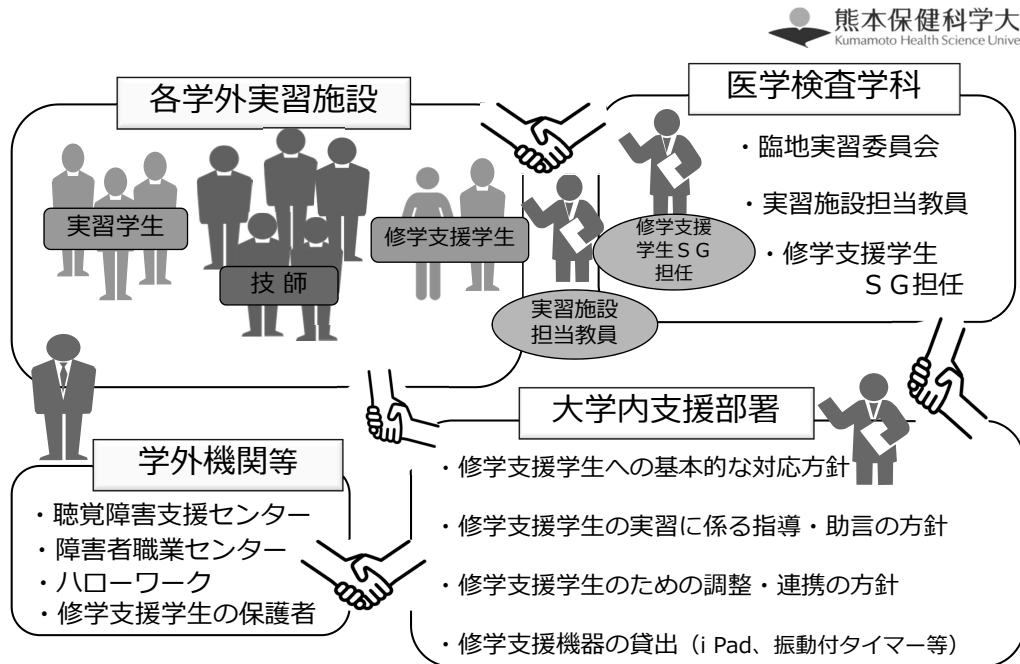 熊本保健科学大
Kumamoto Health Science Unive
各学外実習施設
実習学生
技 師
修学支援学生
実習施設
担当教員
修学支援
学生ＳＧ
担任
医学検査学科
・臨地実習委員会
・実習施設担当教員
・修学支援学生
ＳＧ担任
学外機関等
・聴覚障害支援センター
・障害者職業センター
・ハローワーク
・修学支援学生の保護者
大学内支援部署
・修学支援学生への基本的な対応方針
・修学支援学生の実習に係る指導・助言の方針
・修学支援学生のための調整・連携の方針
・修学支援機器の貸出（i Pad、振動付タイマー等）